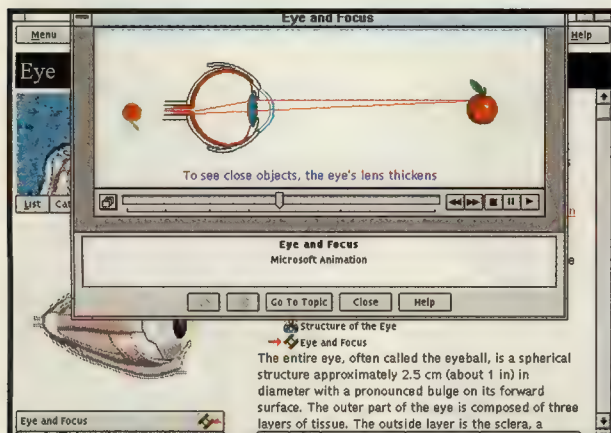 Eye and Focus
Menu
Help
Eye
To see close objects, the eye's lens thickens
List
Cat
Eye and Focus
Microsoft Animation
Go To Topic
Close
Help
Structure of the Eye
Eye and Focus
The entire eye, often called the eyeball, is a spherical
structure approximately 2.5 cm (about 1 in) in
diameter with a pronounced bulge on its forward
surface. The outer part of the eye is composed of three
layers of tissue. The outside layer is the sclera, a
Eye and Focus